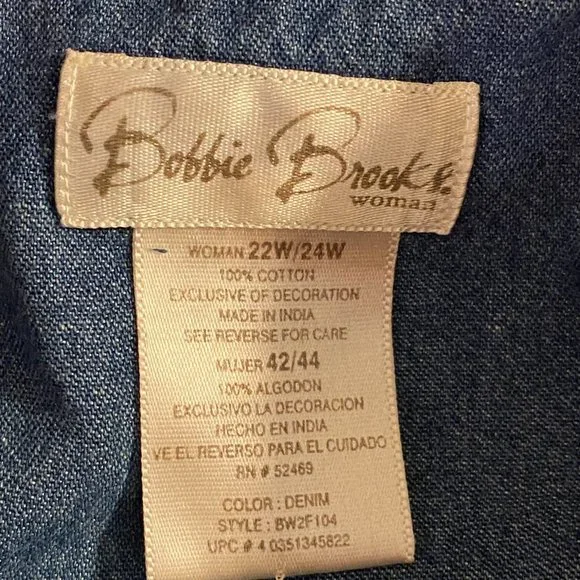 Bobbie Brooks.
woman
WOMAN 22W/24W
100% COTTON
EXCLUSIVE OF DECORATION
MADE IN INDIA
SEE REVERSE FOR CARE
MUJER 42/44
100% ALGODON
EXCLUSIVO LA DECORACION
HECHO EN INDIA
VE EL REVERSO PARA EL CUIDADO
RN # 52469
COLOR : DENIM
STYLE : BW2F104
UPC # 4 0351345822